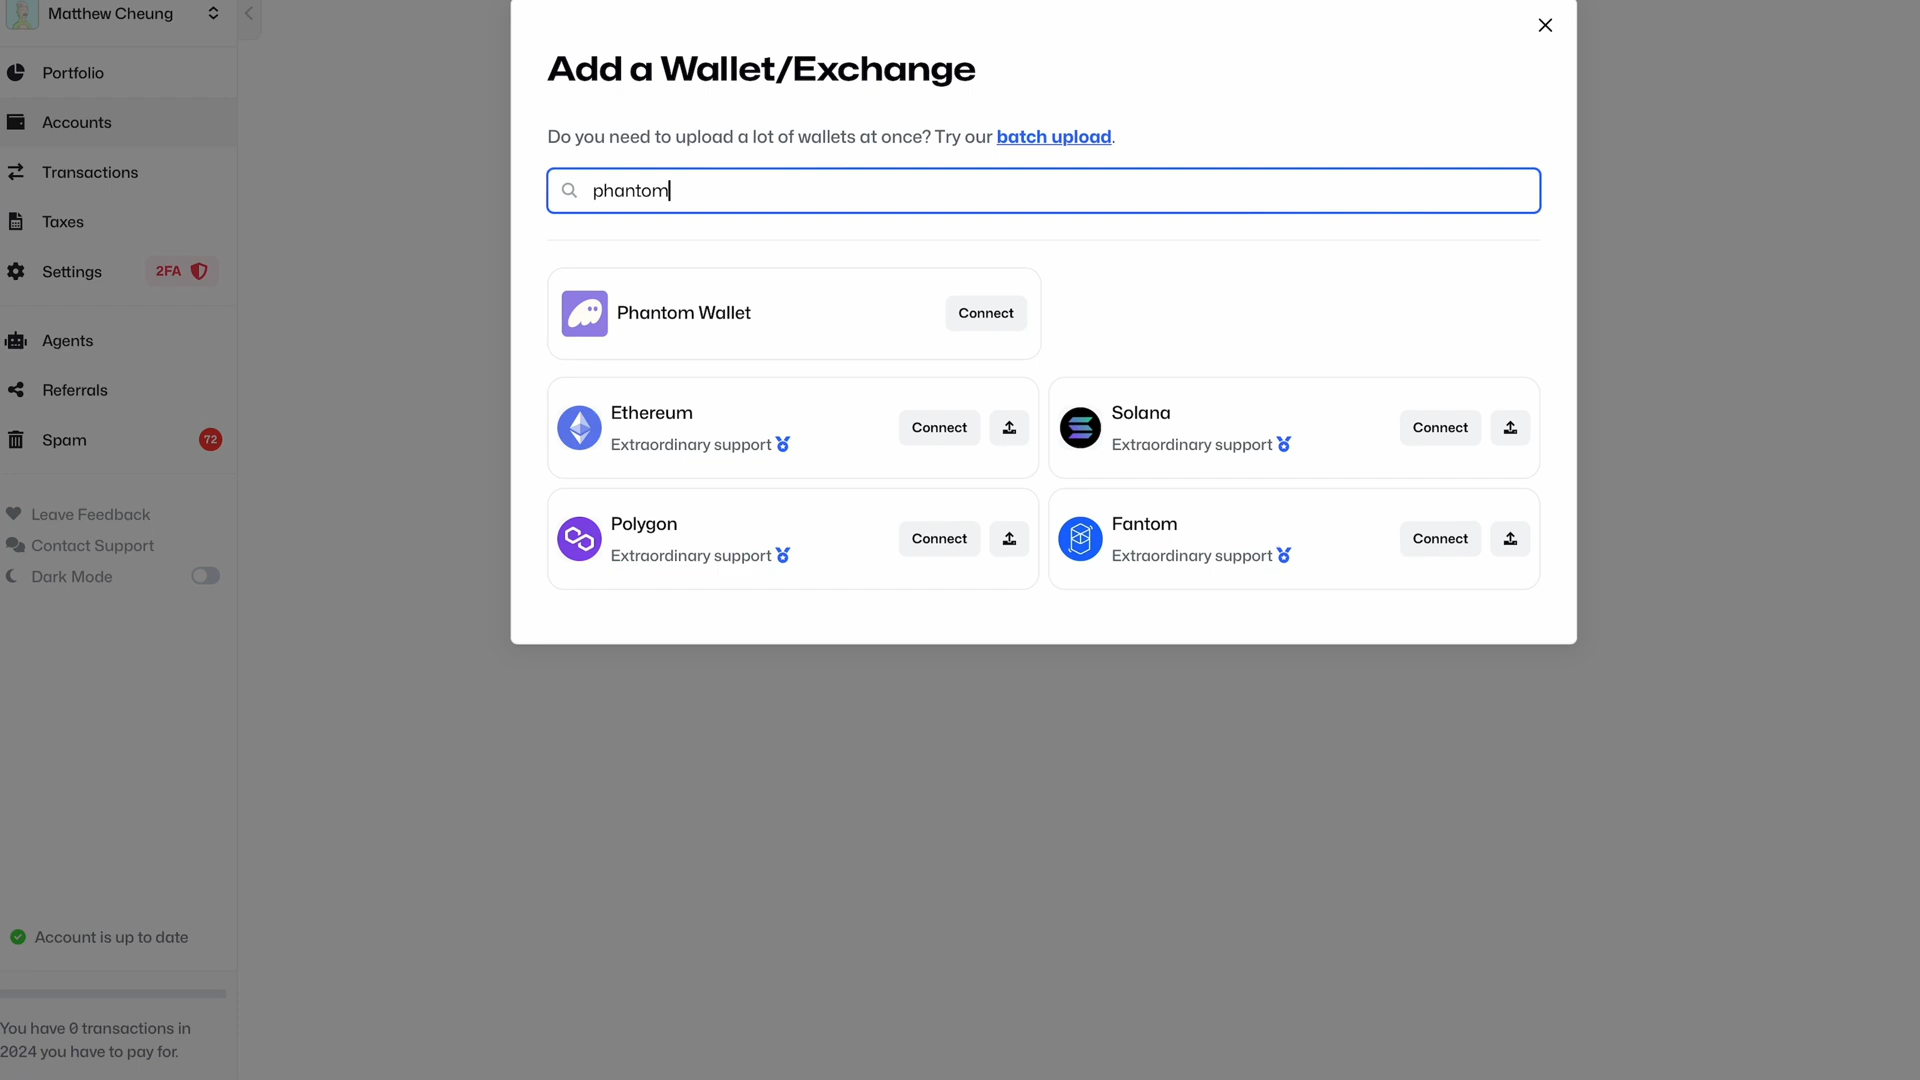 Matthew Cheung
Portfolio
Accounts
Transactions
Taxes
Settings
2FA
Agents
Referrals
Spam
72
Leave Feedback
Contact Support
Dark Mode
Account is up to date
You have 0 transactions in
2024 you have to pay for.
Add a Wallet/Exchange
Do you need to upload a lot of wallets at once? Try our batch upload.
phantom
Phantom Wallet
Connect
Ethereum
Extraordinary support
Connect
Solana
Extraordinary support
Connect
Polygon
Extraordinary support
Connect
Fantom
Extraordinary support
Connect